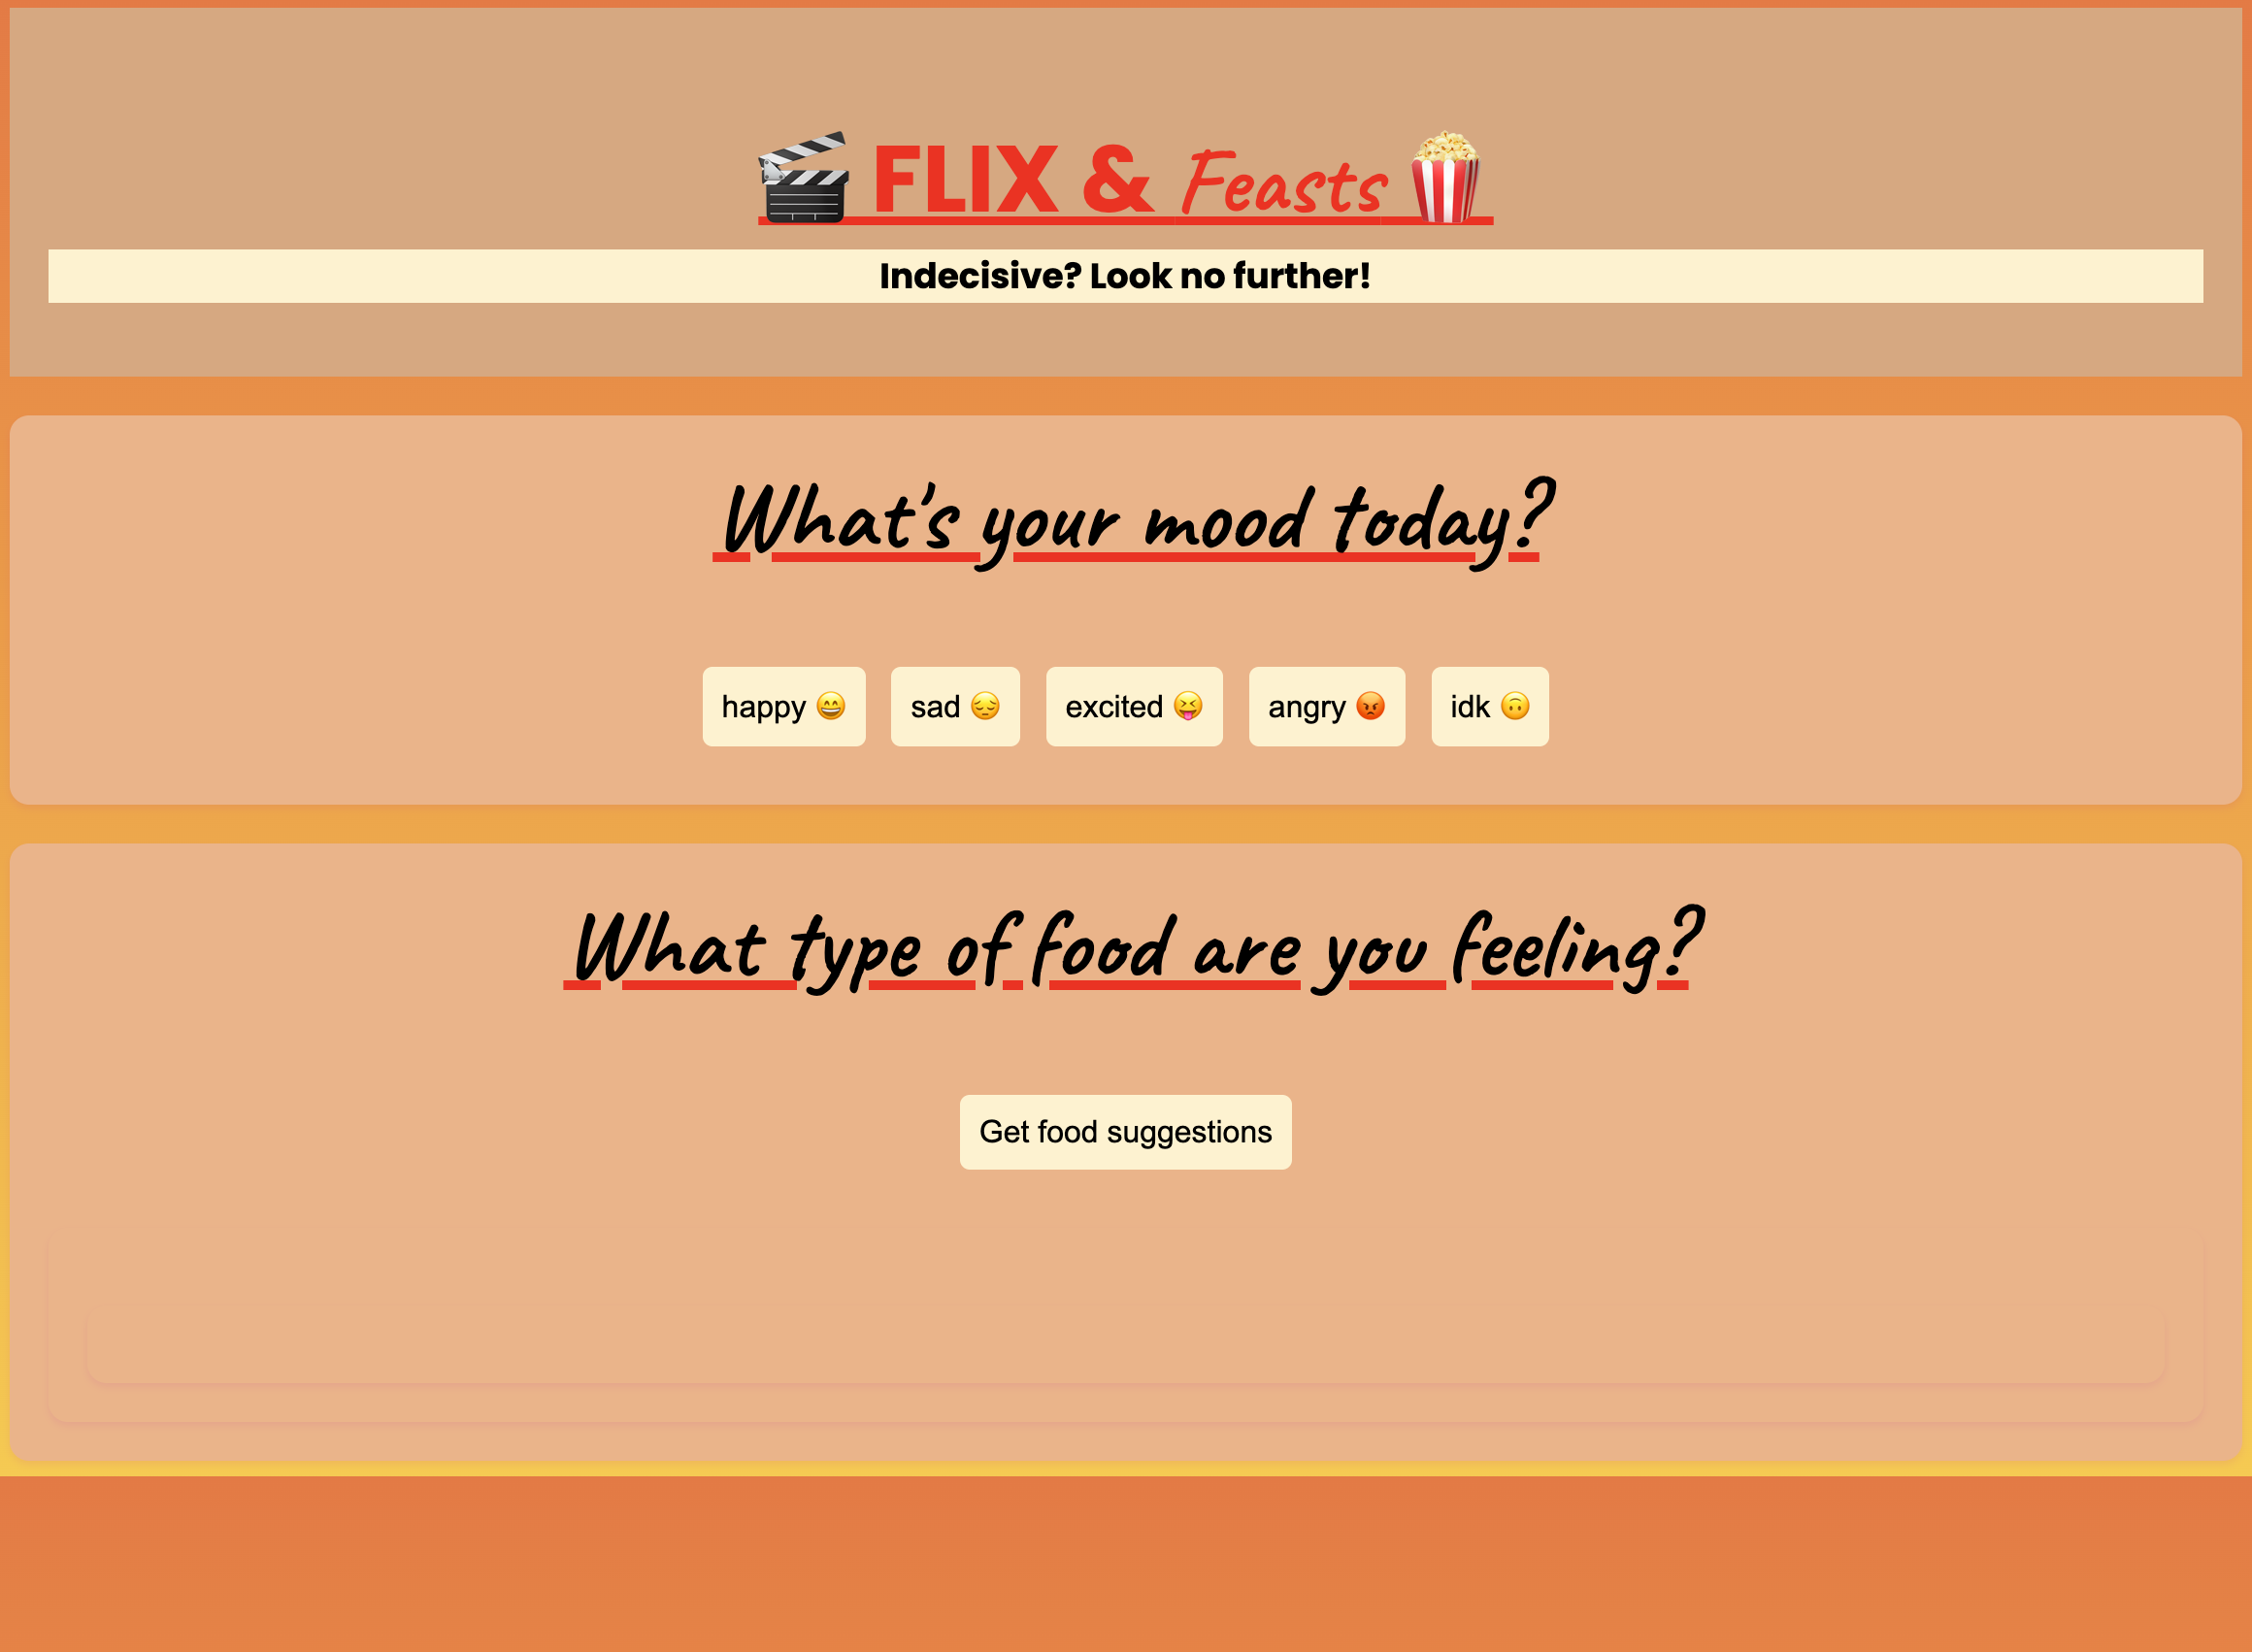 🎬 FLIX & Feasts 🍿
Indecisive? Look no further!
What's your mood today?
happy 😄 sad 😔 excited 😝 angry 😡 idk 🙃
What type of food are you feeling?
Get food suggestions